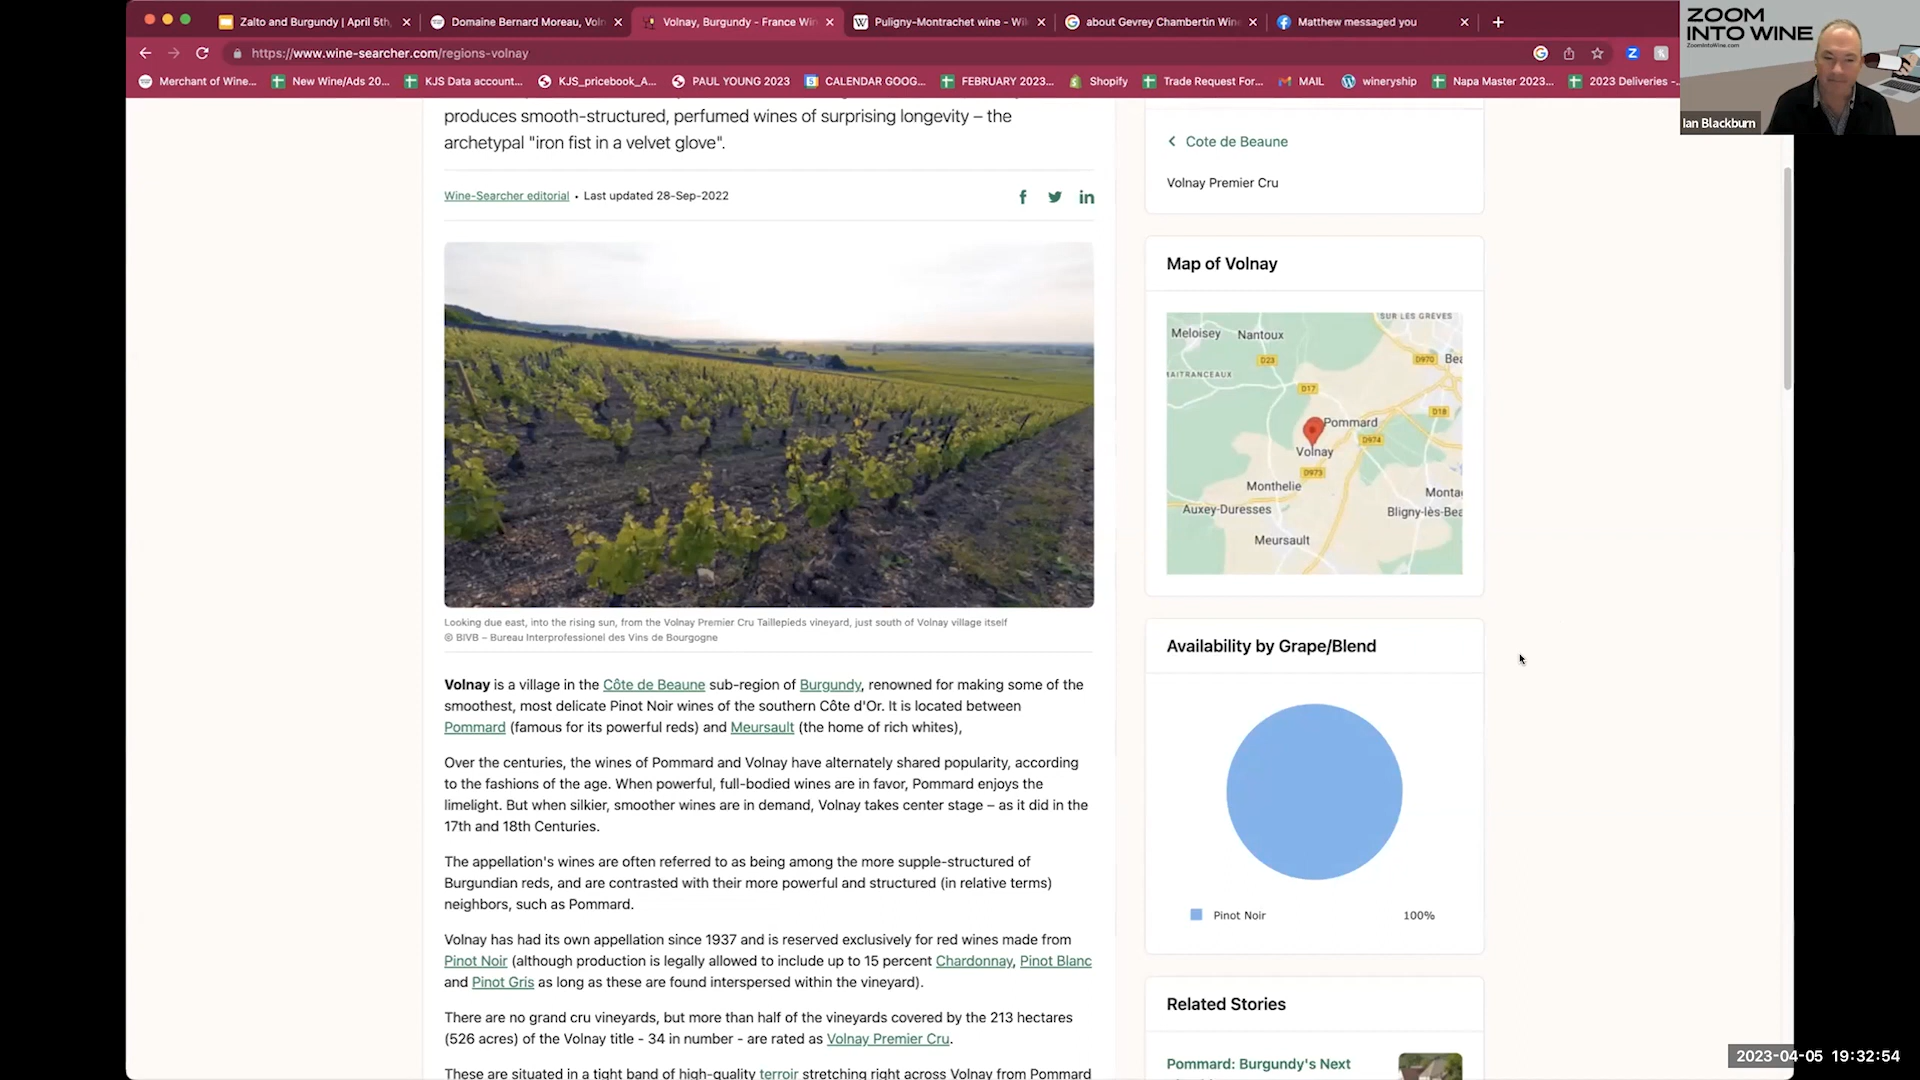 Zalto and Burgundy | April 5th,
Domaine Bernard Moreau, Voln
Volnay, Burgundy - France Win
Puligny-Montrachet wine - Wik
about Gevrey Chambertin Wine
Matthew messaged you
https://www.wine-searcher.com/regions-volnay
Merchant of Wine...
New Wine/Ads 20...
KJS Data account...
KJS_pricebook_A...
PAUL YOUNG 2023
CALENDAR GOOG...
FEBRUARY 2023...
Shopify
Trade Request For...
MAIL
wineryship
Napa Master 2023...
2023 Deliveries -...
ZOOM
INTO WINE
ZoomIntoWine.com
Ian Blackburn
produces smooth-structured, perfumed wines of surprising longevity – the
archetypal "iron fist in a velvet glove".
Wine-Searcher editorial • Last updated 28-Sep-2022
Looking due east, into the rising sun, from the Volnay Premier Cru Taillepieds vineyard, just south of Volnay village itself
© BIVB – Bureau Interprofessionel des Vins de Bourgogne
Volnay is a village in the Côte de Beaune sub-region of Burgundy, renowned for making some of the
smoothest, most delicate Pinot Noir wines of the southern Côte d'Or. It is located between
Pommard (famous for its powerful reds) and Meursault (the home of rich whites),
Over the centuries, the wines of Pommard and Volnay have alternately shared popularity, according
to the fashions of the age. When powerful, full-bodied wines are in favor, Pommard enjoys the
limelight. But when silkier, smoother wines are in demand, Volnay takes center stage – as it did in the
17th and 18th Centuries.
The appellation's wines are often referred to as being among the more supple-structured of
Burgundian reds, and are contrasted with their more powerful and structured (in relative terms)
neighbors, such as Pommard.
Volnay has had its own appellation since 1937 and is reserved exclusively for red wines made from
Pinot Noir (although production is legally allowed to include up to 15 percent Chardonnay, Pinot Blanc
and Pinot Gris as long as these are found interspersed within the vineyard).
There are no grand cru vineyards, but more than half of the vineyards covered by the 213 hectares
(526 acres) of the Volnay title - 34 in number - are rated as Volnay Premier Cru.
These are situated in a tight band of high-quality terroir stretching right across Volnay from Pommard
Cote de Beaune
Volnay Premier Cru
Map of Volnay
SUR LES GRÈVES
Meloisey
Nantoux
D970
Bea
D23
MAITRANCEAUX
D17
D18
Pommard
D974
Volnay
D973
Monthelie
Monta
Auxey-Duresses
Bligny-lès-Bea
Meursault
Availability by Grape/Blend
Pinot Noir 100%
Related Stories
Pommard: Burgundy's Next
2023-04-05 19:32:54